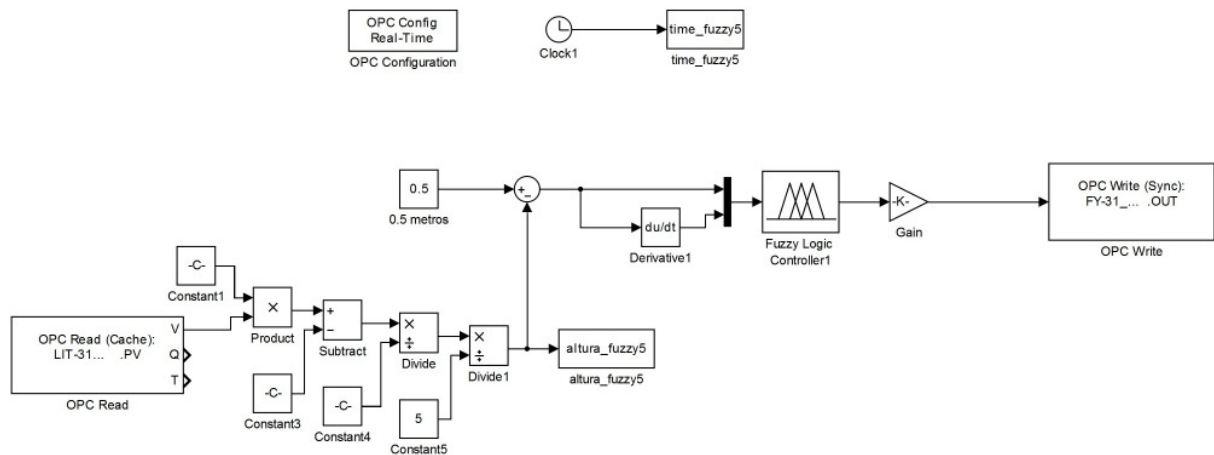 OPC Config
Real-Time
OPC Configuration
Clock1
time_fuzzy5
time_fuzzy5
0.5
0.5 metros
+
−
du/dt
Derivative1
Fuzzy Logic
Controller1
-K-
Gain
OPC Write (Sync):
FY-31_... .OUT
OPC Write
-C-
Constant1
OPC Read (Cache):
LIT-31... .PV
V
Q
T
OPC Read
×
Product
+
−
Subtract
×
÷
Divide
×
÷
Divide1
altura_fuzzy5
altura_fuzzy5
-C-
Constant3
-C-
Constant4
5
Constant5